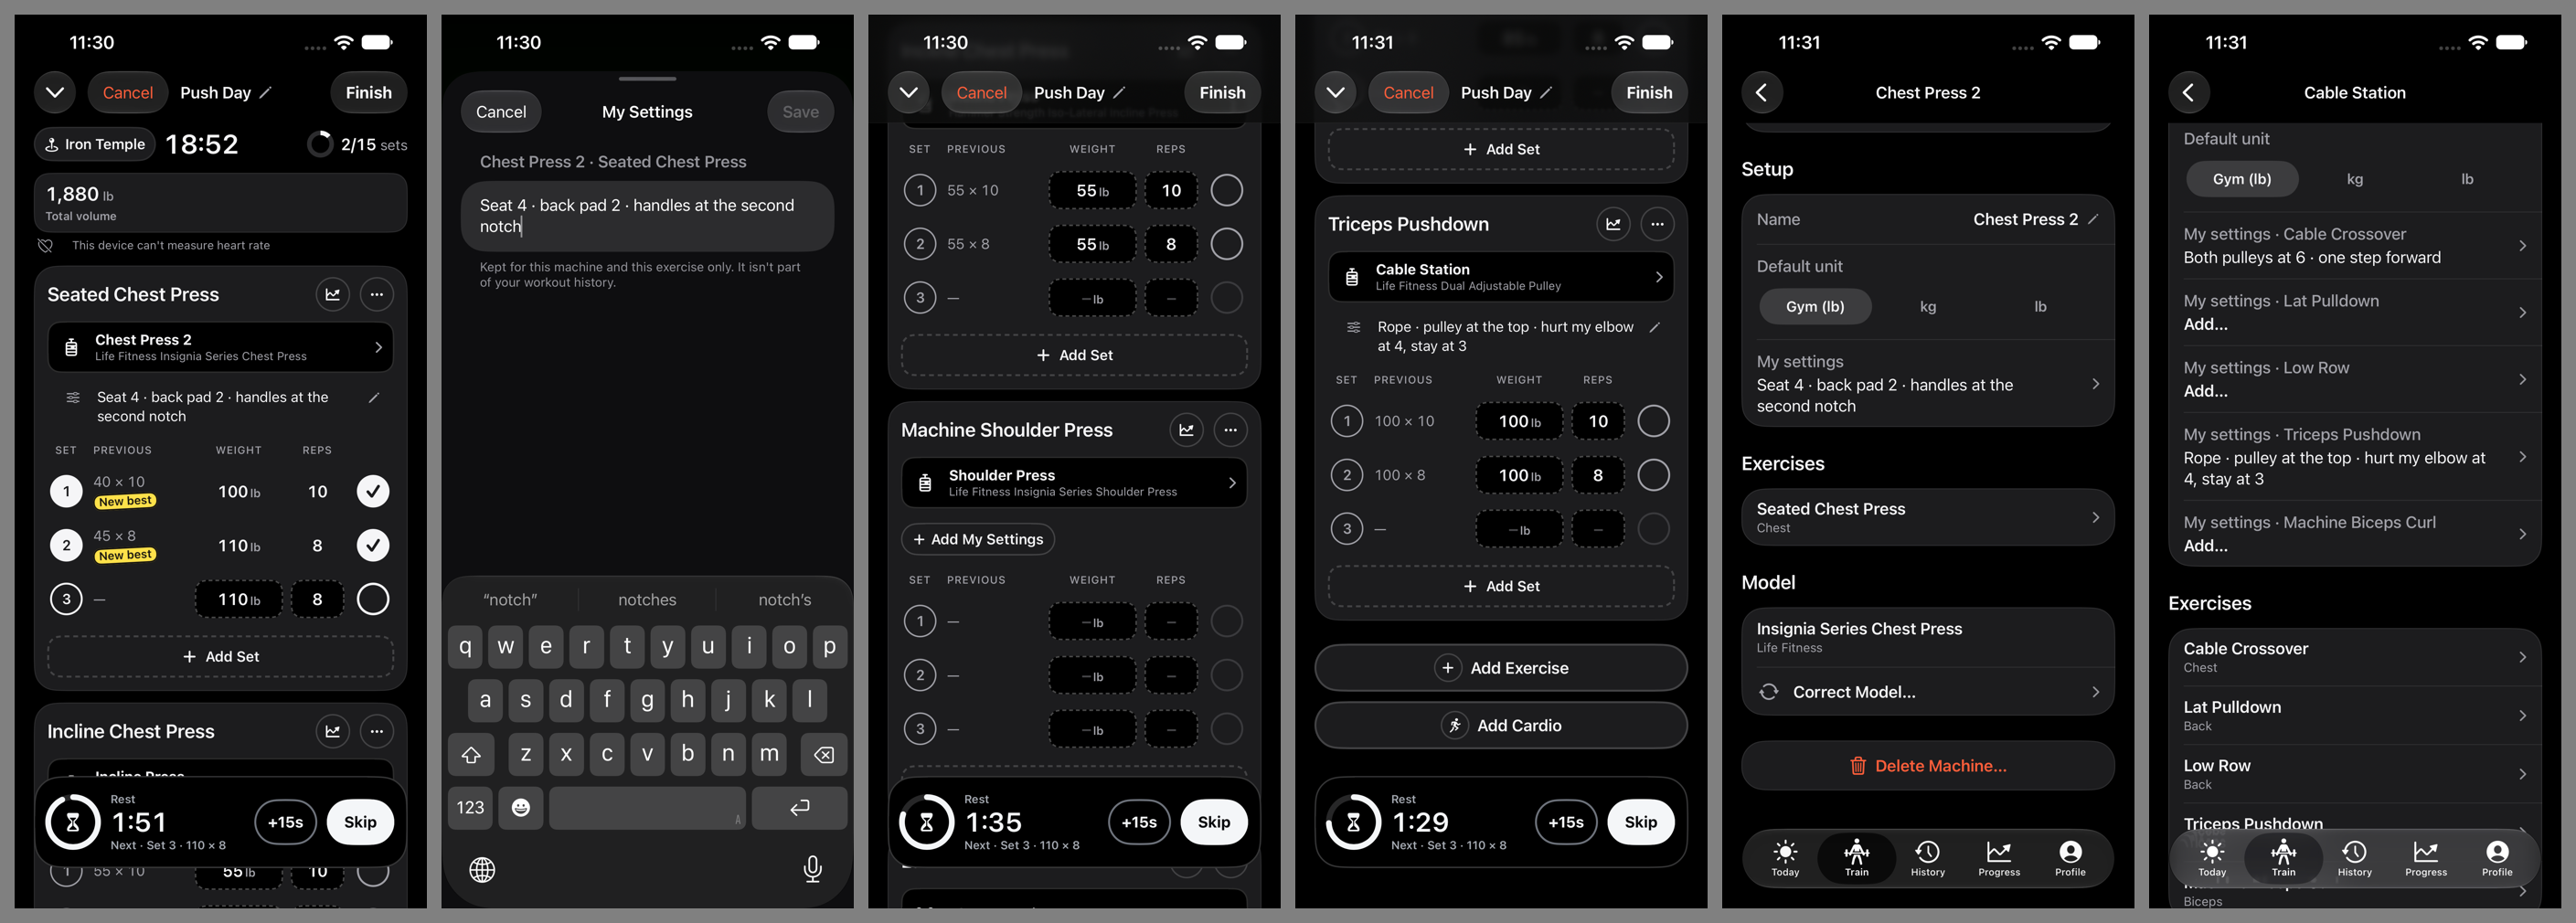 11:30
Cancel
Push Day
Finish
Iron Temple
18:52
2/15 sets
1,880 lb
Total volume
This device can't measure heart rate
Seated Chest Press
Chest Press 2
Life Fitness Insignia Series Chest Press
Seat 4 · back pad 2 · handles at the
second notch
SET PREVIOUS WEIGHT REPS
1 40 × 10 100 lb 10
New best
2 45 × 8 110 lb 8
New best
3 – 110 lb 8
+ Add Set
Incline Chest Press
Incline Press
Rest
1:51
Next · Set 3 · 110 × 8
+15s
Skip
1 55 × 10 55 lb 10
11:30
Cancel
My Settings
Save
Chest Press 2 · Seated Chest Press
Seat 4 · back pad 2 · handles at the second
notch
Kept for this machine and this exercise only. It isn't part
of your workout history.
“notch” notches notch's
q w e r t y u i o p
a s d f g h j k l
z x c v b n m
123
A
11:30
Cancel
Push Day
Finish
SET PREVIOUS WEIGHT REPS
1 55 × 10 55 lb 10
2 55 × 8 55 lb 8
3 – – lb –
+ Add Set
Machine Shoulder Press
Shoulder Press
Life Fitness Insignia Series Shoulder Press
+ Add My Settings
SET PREVIOUS WEIGHT REPS
1 – – lb –
2 – – lb –
3 – – lb –
Rest
1:35
Next · Set 3 · 110 × 8
+15s
Skip
11:31
Cancel
Push Day
Finish
+ Add Set
Triceps Pushdown
Cable Station
Life Fitness Dual Adjustable Pulley
Rope · pulley at the top · hurt my elbow
at 4, stay at 3
SET PREVIOUS WEIGHT REPS
1 100 × 10 100 lb 10
2 100 × 8 100 lb 8
3 – – lb –
+ Add Set
+ Add Exercise
Add Cardio
Rest
1:29
Next · Set 3 · 110 × 8
+15s
Skip
11:31
Chest Press 2
Setup
Name Chest Press 2
Default unit
Gym (lb) kg lb
My settings
Seat 4 · back pad 2 · handles at the
second notch
Exercises
Seated Chest Press
Chest
Model
Insignia Series Chest Press
Life Fitness
Correct Model...
Delete Machine...
Today Train History Progress Profile
11:31
Cable Station
Default unit
Gym (lb) kg lb
My settings · Cable Crossover
Both pulleys at 6 · one step forward
My settings · Lat Pulldown
Add...
My settings · Low Row
Add...
My settings · Triceps Pushdown
Rope · pulley at the top · hurt my elbow at
4, stay at 3
My settings · Machine Biceps Curl
Add...
Exercises
Cable Crossover
Chest
Lat Pulldown
Back
Low Row
Back
Triceps Pushdown
Today Train History Progress Profile
Biceps